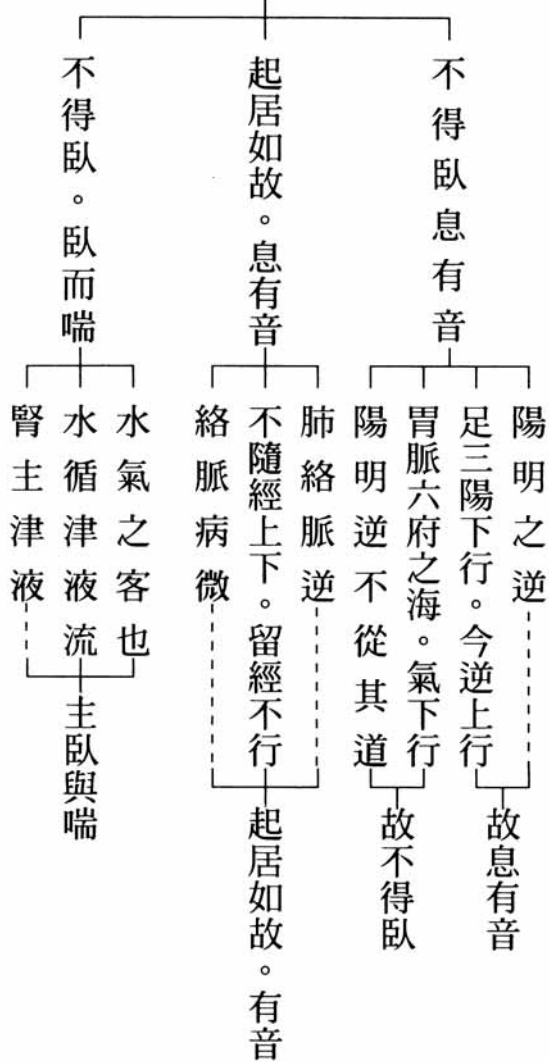 不得臥息有音
陽明之逆
足三陽下行。今逆上行
故息有音
胃脈六府之海。氣下行
陽明逆不從其道
故不得臥
起居如故。息有音
肺絡脈逆
不隨經上下。留經不行
絡脈病微
起居如故。有音
不得臥。臥而喘
水氣之客也
水循津液流
腎主津液
主臥與喘